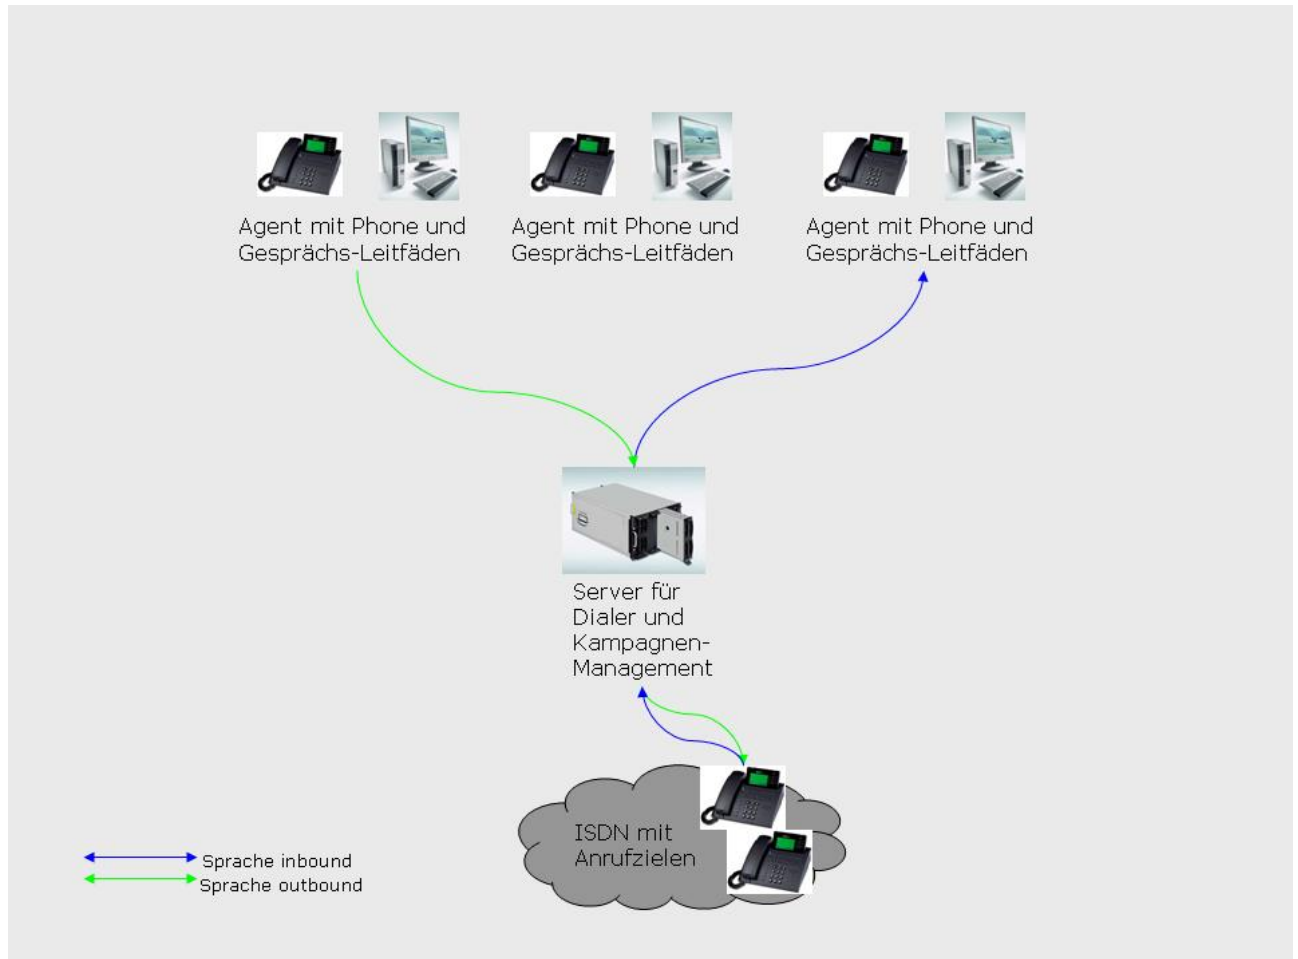 Agent mit Phone und
Gesprächs-Leitfäden
Agent mit Phone und
Gesprächs-Leitfäden
Agent mit Phone und
Gesprächs-Leitfäden
Server für
Dialer und
Kampagnen-
Management
ISDN mit
Anrufzielen
Sprache inbound
Sprache outbound